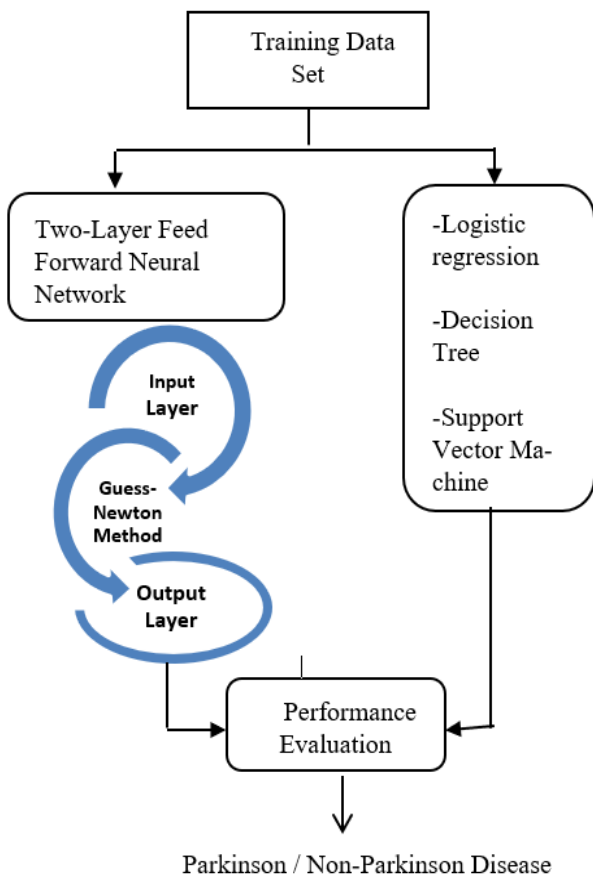 Training Data
Set
Two-Layer Feed
Forward Neural
Network
-Logistic
regression
-Decision
Tree
-Support
Vector Ma-
chine
Input
Layer
Guess-
Newton
Method
Output
Layer
Performance
Evaluation
Parkinson / Non-Parkinson Disease